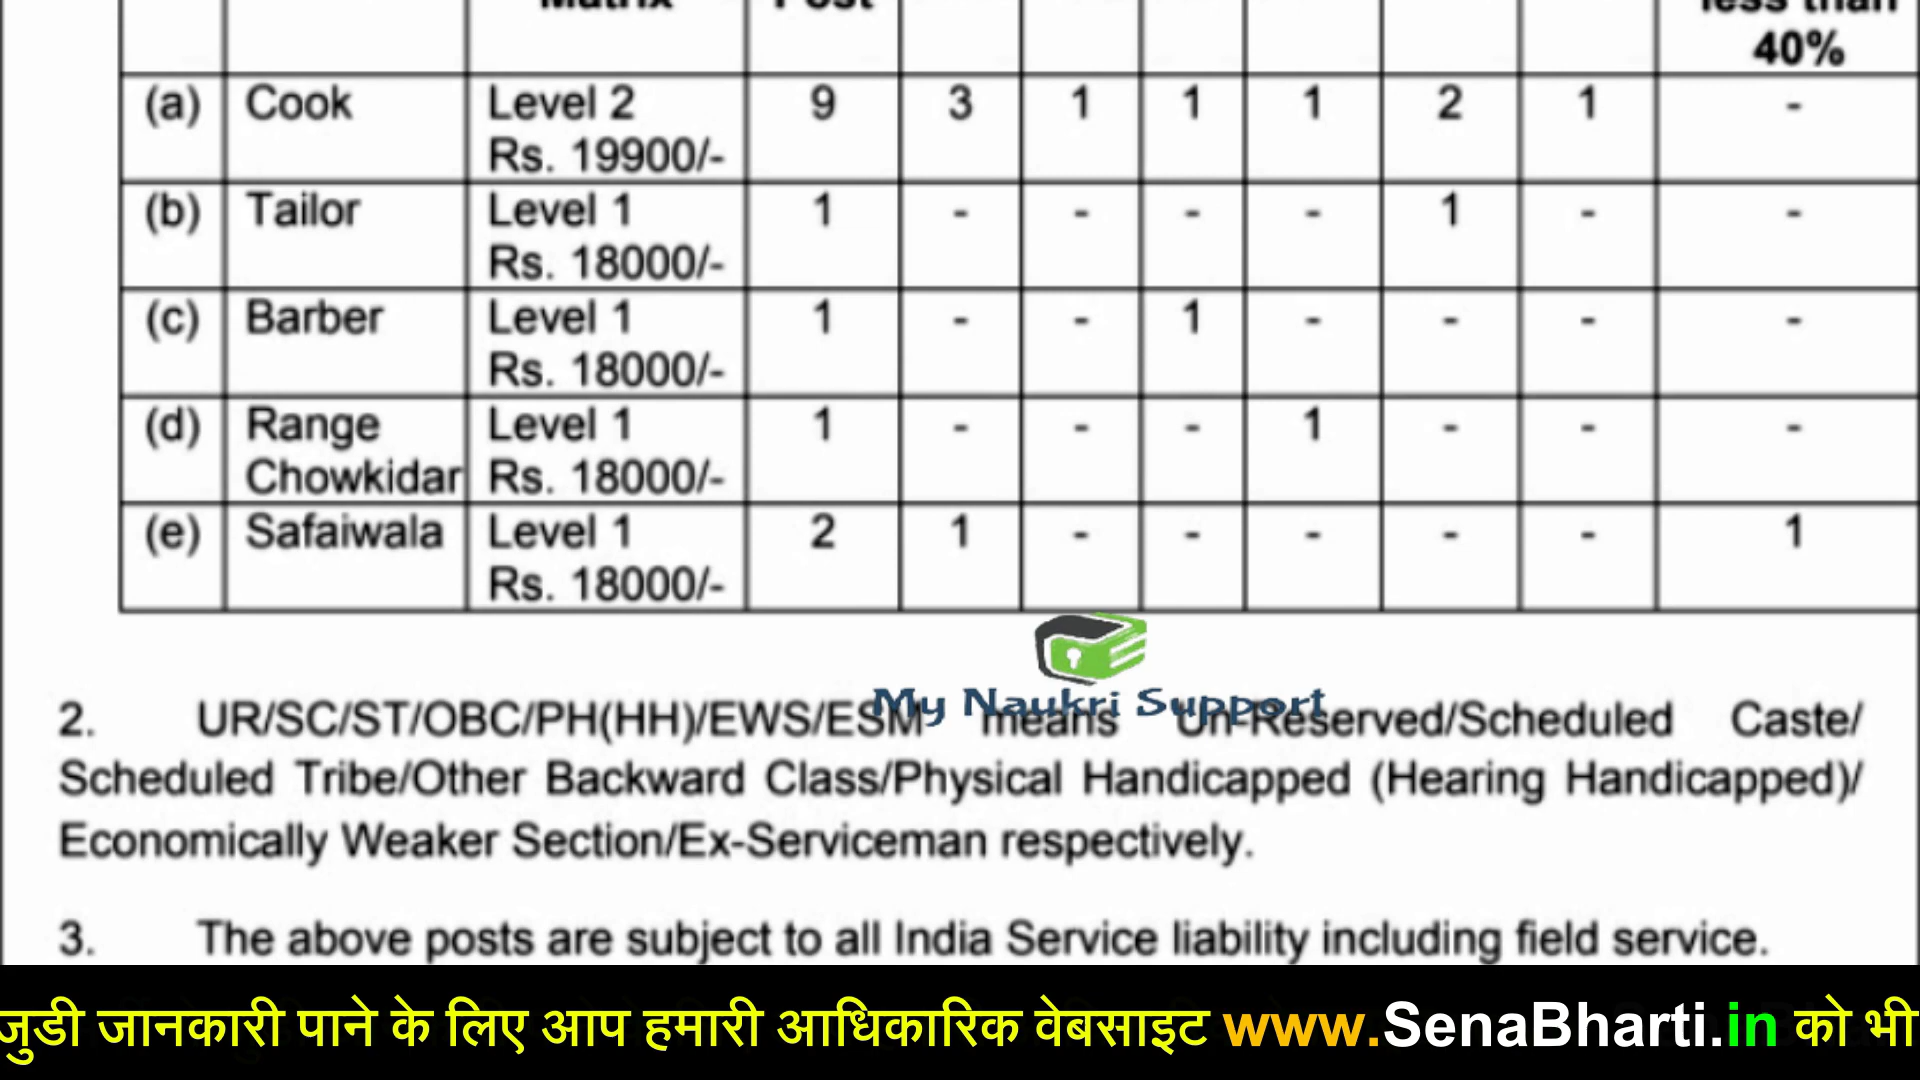 Matrix Post less than
40%
(a) Cook Level 2 9 3 1 1 1 2 1 -
Rs. 19900/-
(b) Tailor Level 1 1 - - - - 1 - -
Rs. 18000/-
(c) Barber Level 1 1 - - 1 - - - -
Rs. 18000/-
(d) Range Level 1 1 - - - 1 - - -
Chowkidar Rs. 18000/-
(e) Safaiwala Level 1 2 1 - - - - - 1
Rs. 18000/-
My Naukri Support
2. UR/SC/ST/OBC/PH(HH)/EWS/ESM means Un-Reserved/Scheduled Caste/
Scheduled Tribe/Other Backward Class/Physical Handicapped (Hearing Handicapped)/
Economically Weaker Section/Ex-Serviceman respectively.
3. The above posts are subject to all India Service liability including field service.
जुडी जानकारी पाने के लिए आप हमारी आधिकारिक वेबसाइट www.SenaBharti.in को भी